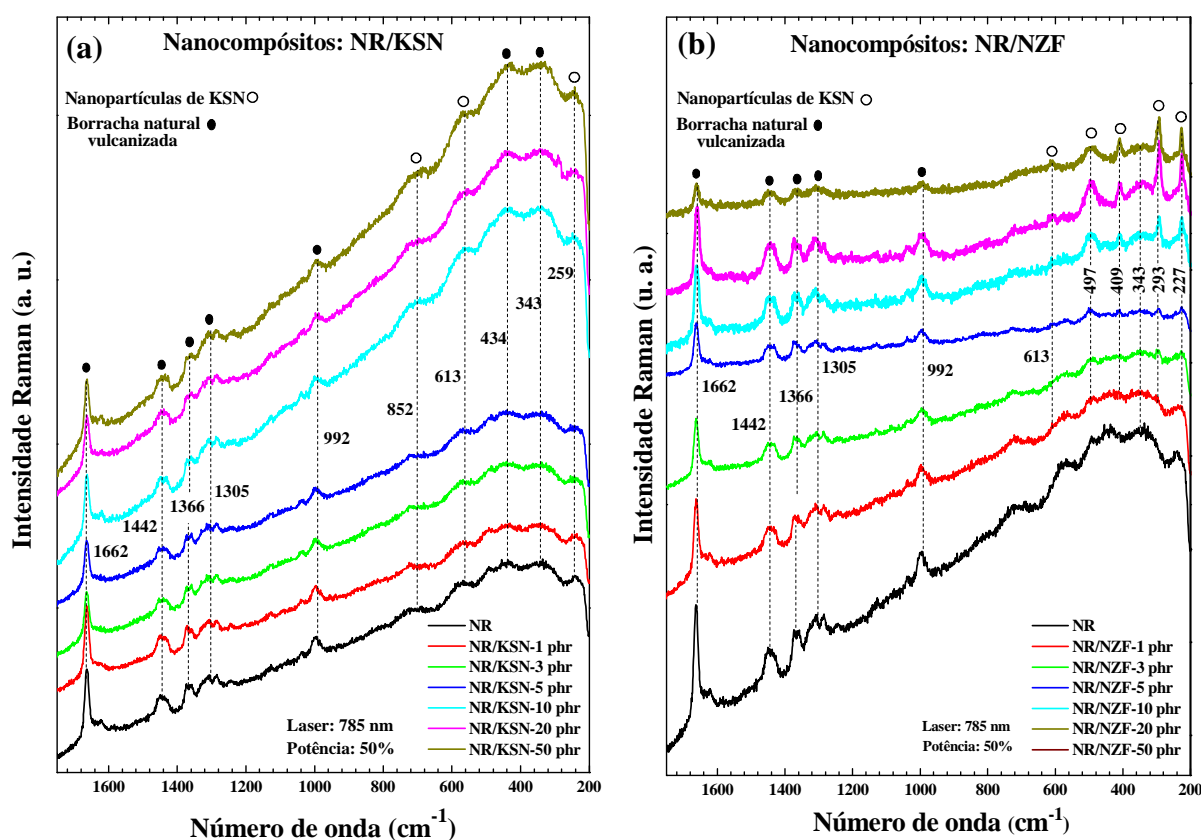 (a)
Nanocompósitos: NR/KSN
Nanopartículas de KSN
Borracha natural
vulcanizada
259
343
434
613
852
992
1305
1366
1442
1662
NR
NR/KSN-1 phr
NR/KSN-3 phr
NR/KSN-5 phr
NR/KSN-10 phr
NR/KSN-20 phr
NR/KSN-50 phr
Laser: 785 nm
Potência: 50%
1600 1400 1200 1000 800 600 400 200
Número de onda (cm-1)
Intensidade Raman (a. u.)
(b)
Nanocompósitos: NR/NZF
Nanopartículas de KSN
Borracha natural
vulcanizada
497
409
343
293
227
613
992
1305
1366
1442
1662
NR
NR/NZF-1 phr
NR/NZF-3 phr
NR/NZF-5 phr
NR/NZF-10 phr
NR/NZF-20 phr
NR/NZF-50 phr
Laser: 785 nm
Potência: 50%
1600 1400 1200 1000 800 600 400 200
Número de onda (cm-1)
Intensidade Raman (u. a.)